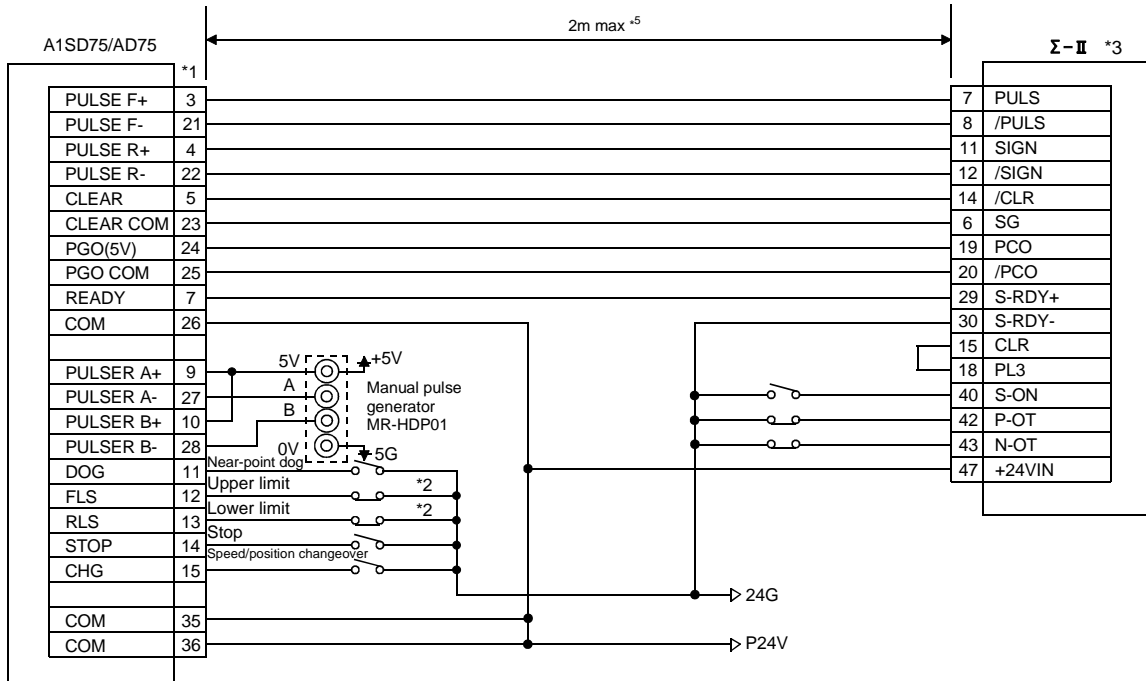 2m max *5
A1SD75/AD75
Σ-Ⅱ *3
*1
PULSE F+ 3
PULSE F- 21
PULSE R+ 4
PULSE R- 22
CLEAR 5
CLEAR COM 23
PGO(5V) 24
PGO COM 25
READY 7
COM 26
PULSER A+ 9
PULSER A- 27
PULSER B+ 10
PULSER B- 28
DOG 11
FLS 12
RLS 13
STOP 14
CHG 15
COM 35
COM 36
5V
A
B
0V
+5V
Manual pulse
generator
MR-HDP01
5G
Near-point dog
Upper limit *2
Lower limit *2
Stop
Speed/position changeover
24G
P24V
7 PULS
8 /PULS
11 SIGN
12 /SIGN
14 /CLR
6 SG
19 PCO
20 /PCO
29 S-RDY+
30 S-RDY-
15 CLR
18 PL3
40 S-ON
42 P-OT
43 N-OT
47 +24VIN